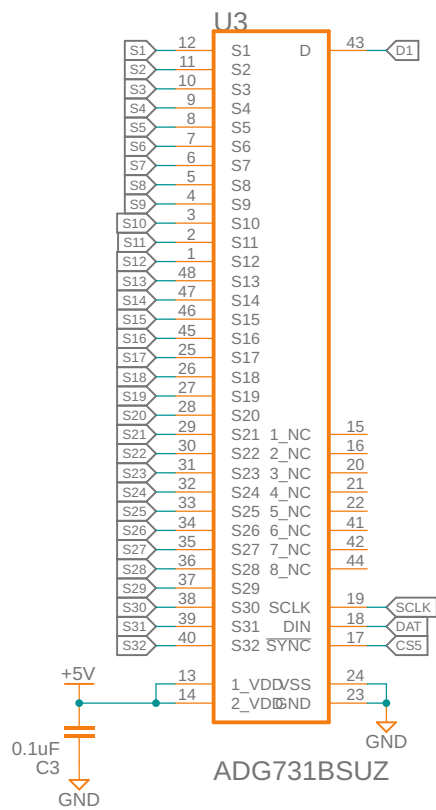 U3
S1 12 S1 D 43 D1
S2 11 S2
S3 10 S3
S4 9 S4
S5 8 S5
S6 7 S6
S7 6 S7
S8 5 S8
S9 4 S9
S10 3 S10
S11 2 S11
S12 1 S12
S13 48 S13
S14 47 S14
S15 46 S15
S16 45 S16
S17 25 S17
S18 26 S18
S19 27 S19
S20 28 S20
S21 29 S21 1_NC 15
S22 30 S22 2_NC 16
S23 31 S23 3_NC 20
S24 32 S24 4_NC 21
S25 33 S25 5_NC 22
S26 34 S26 6_NC 41
S27 35 S27 7_NC 42
S28 36 S28 8_NC 44
S29 37 S29
S30 38 S30 SCLK 19 SCLK
S31 39 S31 DIN 18 DAT
S32 40 S32 SYNC 17 CS5
+5V 13 1_VDD VSS 24
14 2_VDD GND 23
0.1uF
C3
GND
GND
ADG731BSUZ